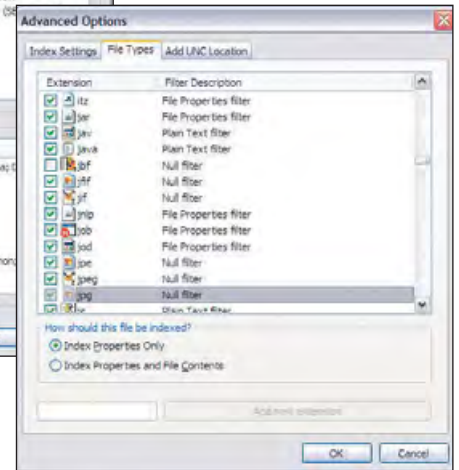 Advanced Options
Index Settings File Types Add UNC Location
Extension Filter Description
itz File Properties filter
jar File Properties filter
jav Plain Text filter
java Plain Text filter
jbf Null filter
jfif Null filter
jif Null filter
jnlp File Properties filter
job File Properties filter
jod File Properties filter
jpe Null filter
jpeg Null filter
jpg Null filter
Plain Text filter
How should this file be indexed?
Index Properties Only
Index Properties and File Contents
Add new extension
OK Cancel